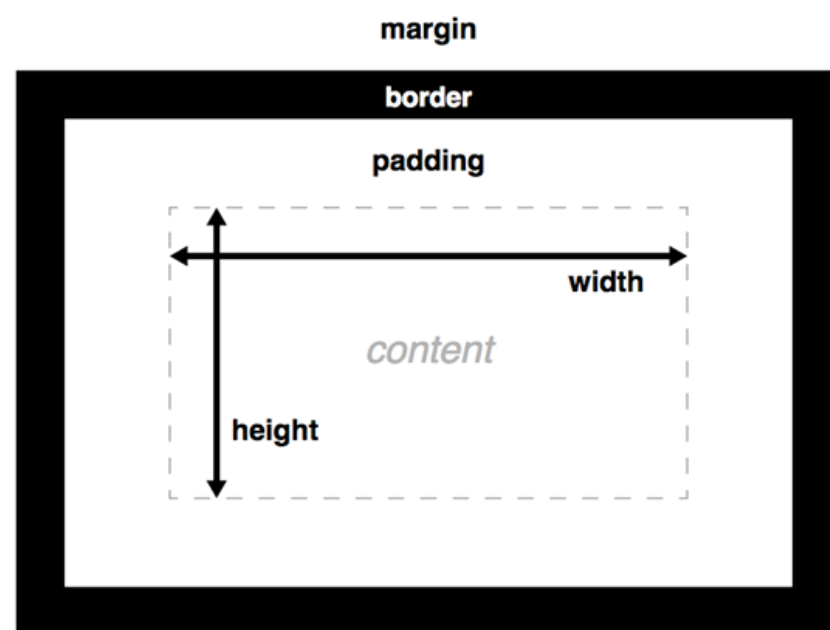 margin
border
padding
width
content
height